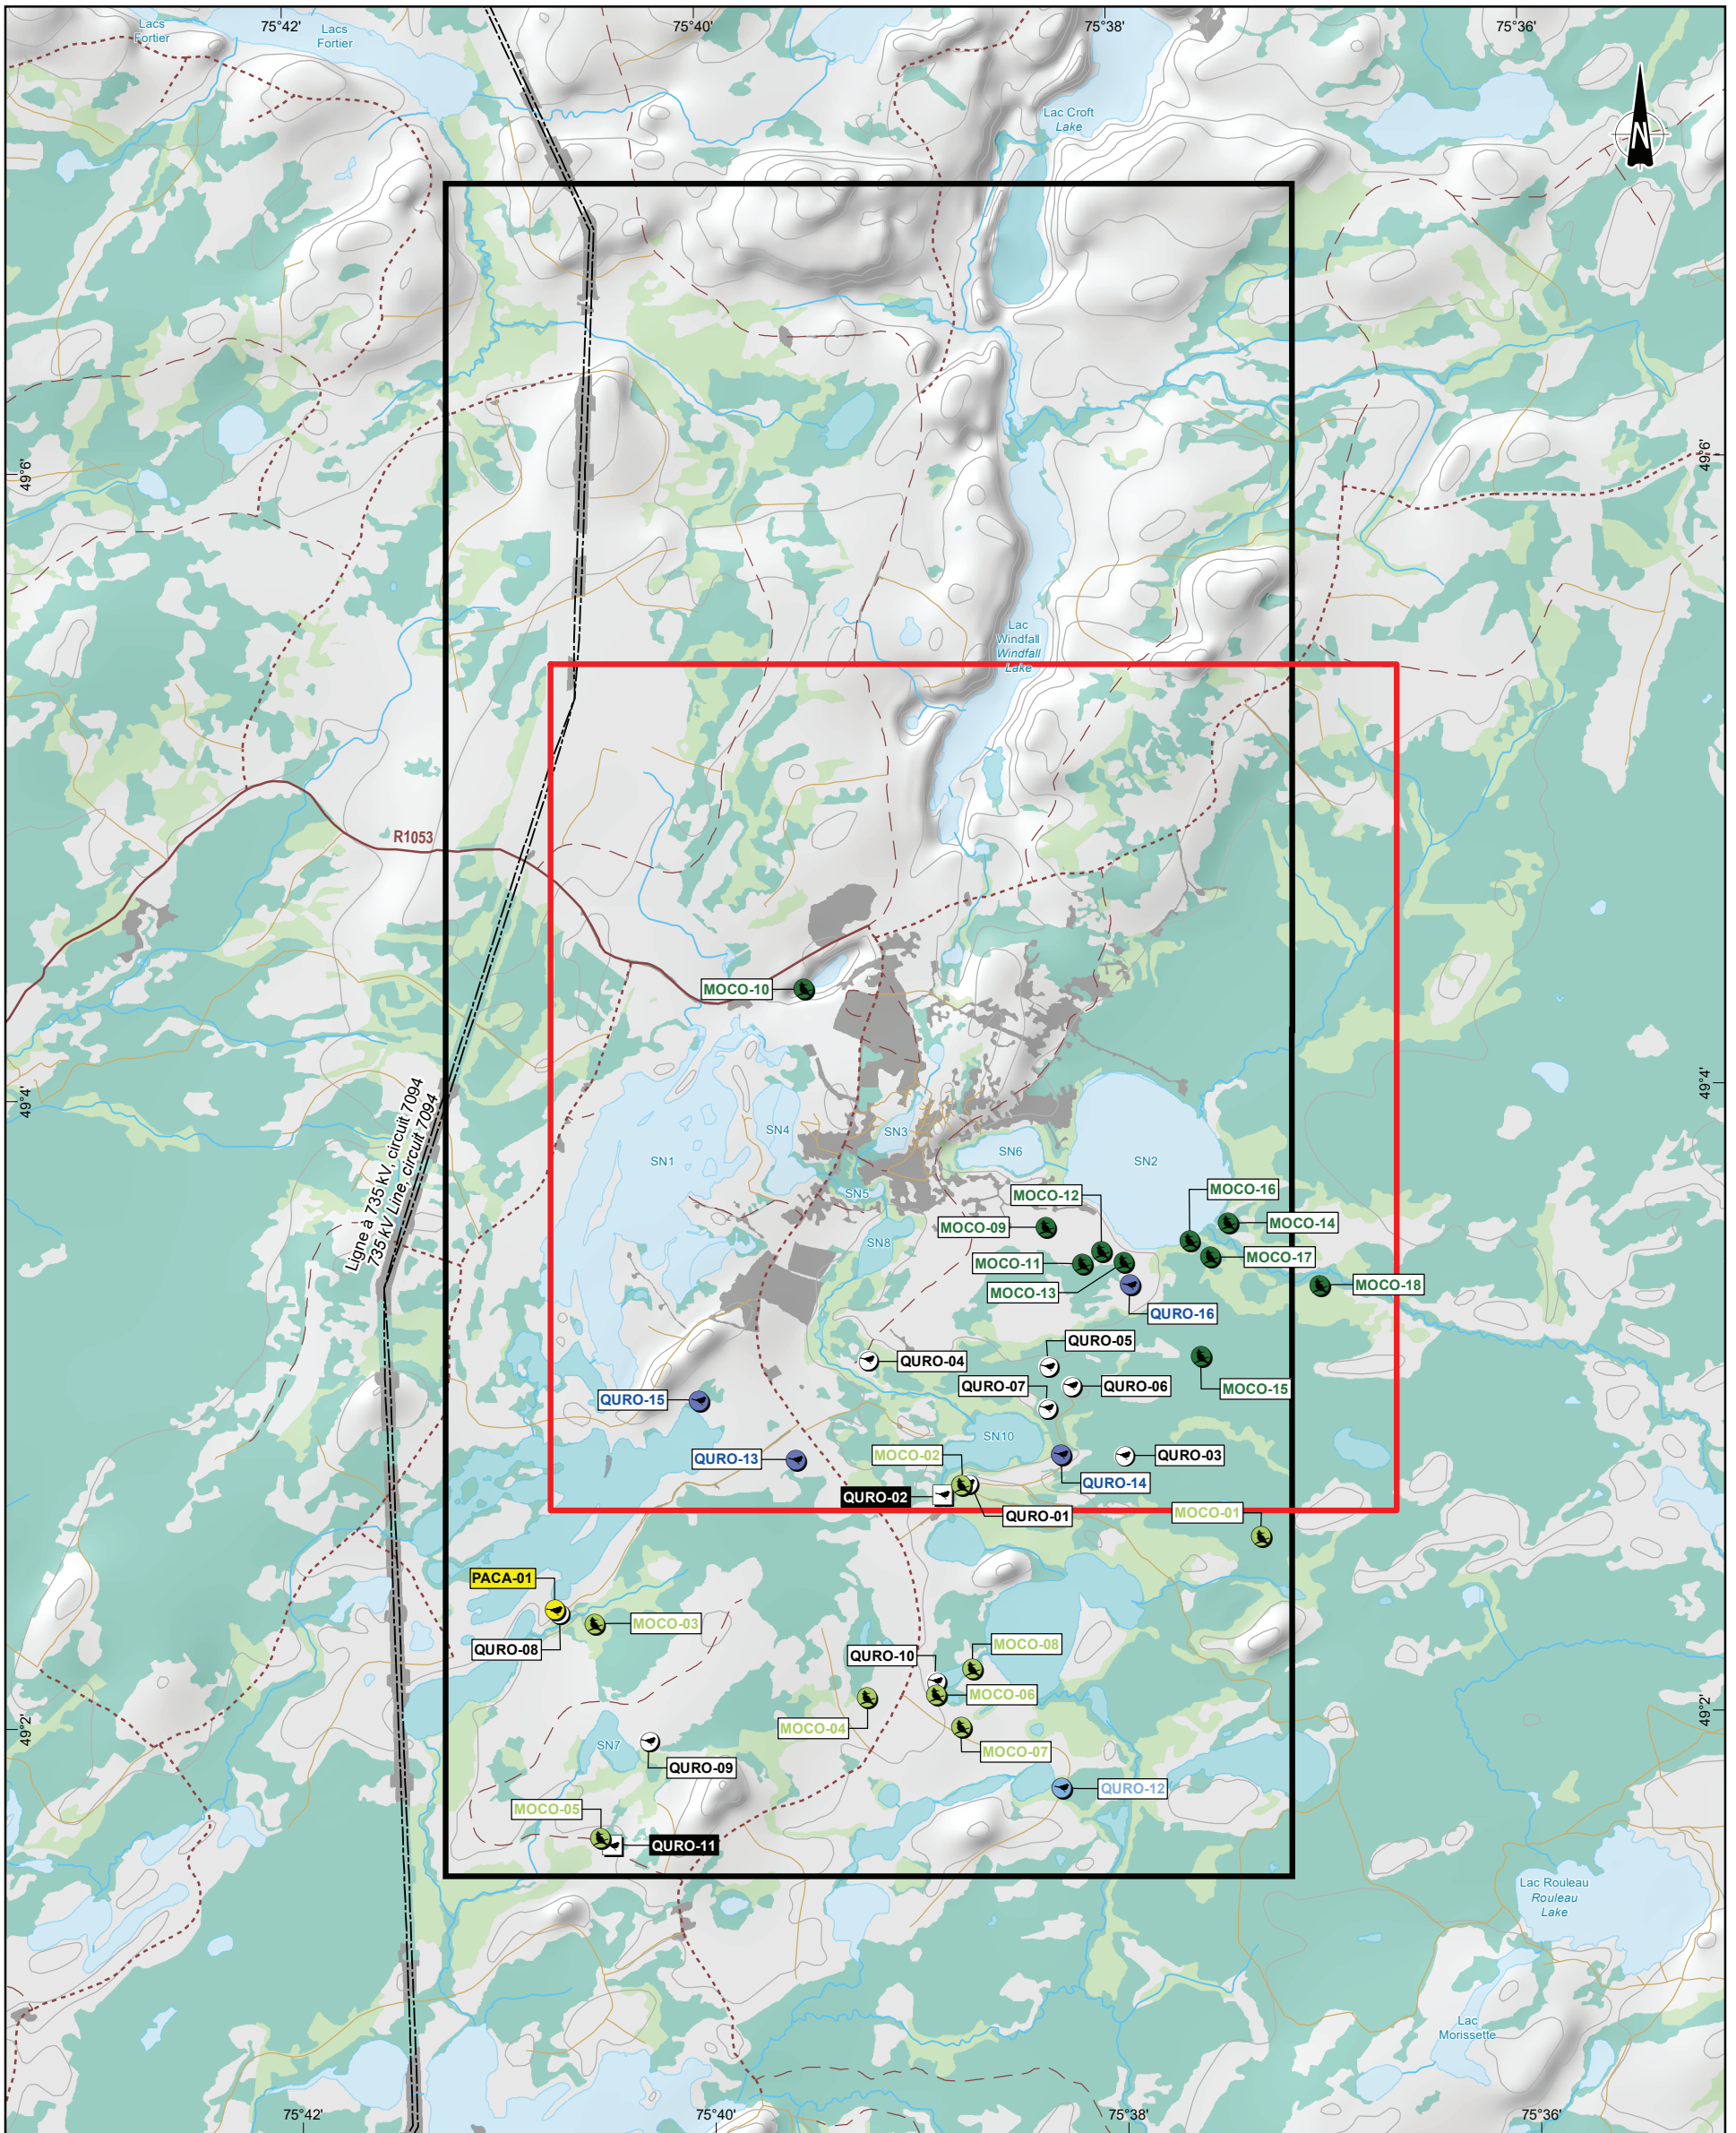 75°42'
75°40'
75°38'
75°36'
Lacs
Fortier
Lacs
Fortier
Lac Croft
Lake
N
49°6'
49°6'
Lac
Windfall
Windfall
Lake
R1053
MOCO-10
49°4'
49°4'
Ligne à 735 kV, circuit 7094
735 kV Line, circuit 7094
SN4
SN3
SN1
SN6
SN2
SN5
SN8
MOCO-12
MOCO-16
MOCO-09
MOCO-14
MOCO-11
MOCO-17
MOCO-13
MOCO-18
QURO-16
QURO-05
QURO-04
QURO-07
QURO-06
MOCO-15
QURO-15
SN10
QURO-13
MOCO-02
QURO-03
QURO-14
QURO-02
QURO-01
MOCO-01
PACA-01
MOCO-03
QURO-08
QURO-10
MOCO-08
MOCO-06
MOCO-04
MOCO-07
49°2'
49°2'
SN7
QURO-09
QURO-12
MOCO-05
QURO-11
Lac Rouleau
Rouleau
Lake
Lac
Morissette
75°42'
75°40'
75°38'
75°36'